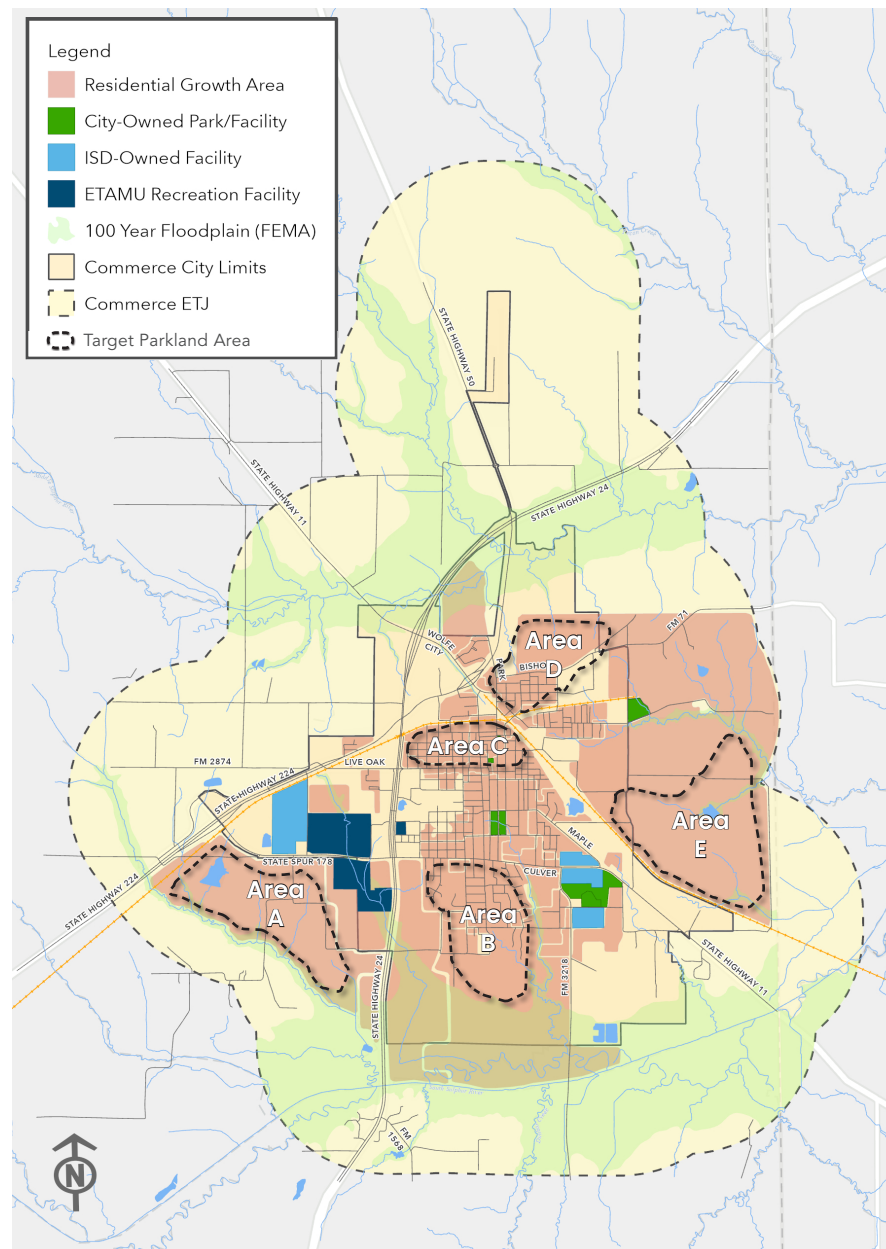 Legend
Residential Growth Area
City-Owned Park/Facility
ISD-Owned Facility
ETAMU Recreation Facility
100 Year Floodplain (FEMA)
Commerce City Limits
Commerce ETJ
Target Parkland Area
STATE HIGHWAY 50
STATE HIGHWAY 11
STATE HIGHWAY 24
FM 71
WOLFE
CITY
PARK
BISHO
Area
D
Area C
LIVE OAK
FM 2874
STATE HIGHWAY 224
MAPLE
Area
E
STATE SPUR 178
CULVER
Area
A
Area
B
STATE HIGHWAY 224
STATE HIGHWAY 24
FM 3218
STATE HIGHWAY 11
FM
1568
N